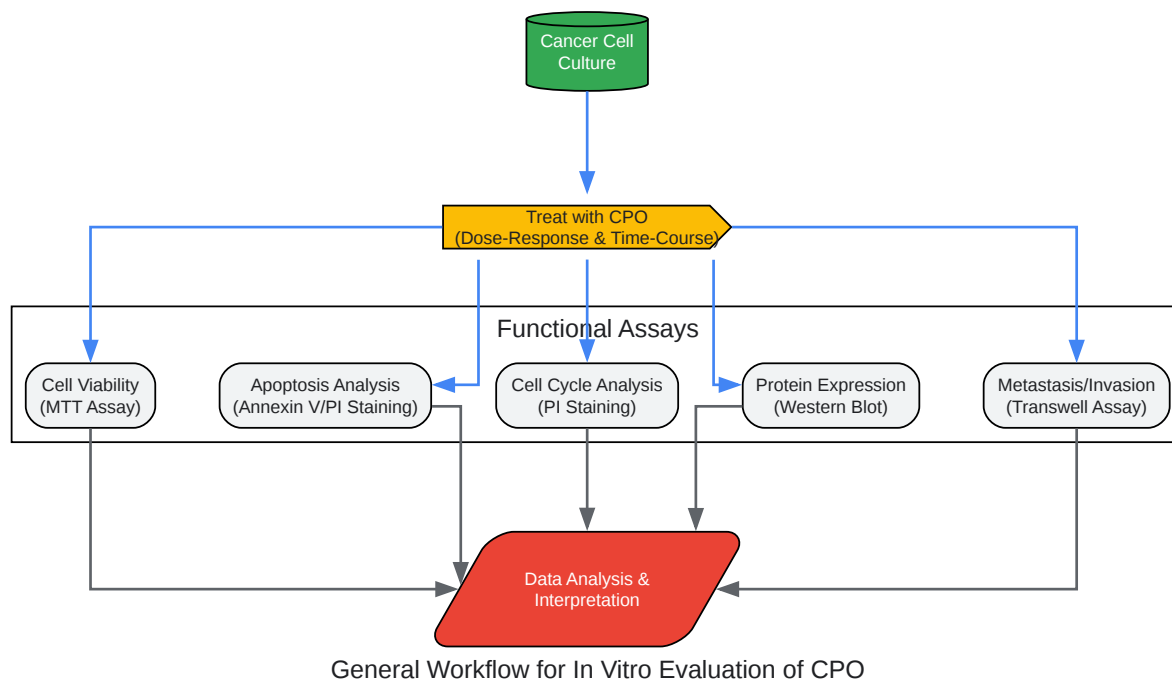 Cancer Cell
Culture
Treat with CPO
(Dose-Response & Time-Course)
Functional Assays
Cell Viability
(MTT Assay)
Apoptosis Analysis
(Annexin V/PI Staining)
Cell Cycle Analysis
(PI Staining)
Protein Expression
(Western Blot)
Metastasis/Invasion
(Transwell Assay)
Data Analysis &
Interpretation
General Workflow for In Vitro Evaluation of CPO